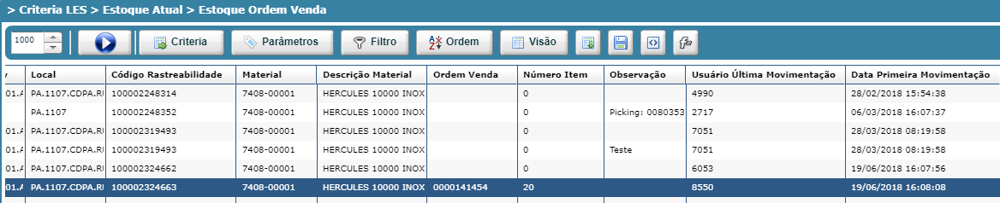 > Criteria LES > Estoque Atual > Estoque Ordem Venda
1000 Criteria Parâmetros Filtro Ordem Visão
Local Código Rastreabilidade Material Descrição Material Ordem Venda Número Item Observação Usuário Última Movimentação Data Primeira Movimentação
01.A PA.1107.CDPA.RU 100002248314 7408-00001 HERCULES 10000 INOX 0 4990 28/02/2018 15:54:38
PA.1107 100002248352 7408-00001 HERCULES 10000 INOX 0 Picking: 0080353 2717 06/03/2018 16:07:37
01.A PA.1107.CDPA.RU 100002319493 7408-00001 HERCULES 10000 INOX 0 7051 28/03/2018 08:19:58
01.A PA.1107.CDPA.RU 100002319493 7408-00001 HERCULES 10000 INOX 0 Teste 7051 28/03/2018 08:19:58
01.A PA.1107.CDPA.RU 100002324662 7408-00001 HERCULES 10000 INOX 0 6053 19/06/2018 16:07:56
01.A PA.1107.CDPA.RU 100002324663 7408-00001 HERCULES 10000 INOX 0000141454 20 8550 19/06/2018 16:08:08